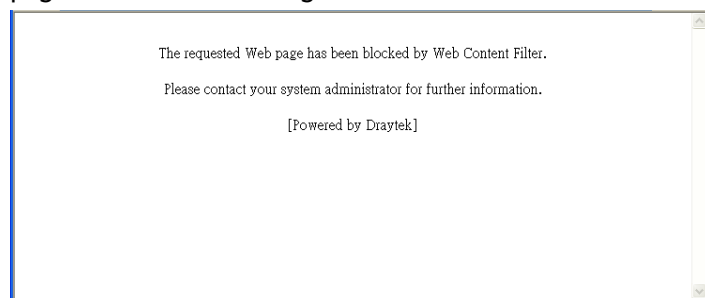 The requested Web page has been blocked by Web Content Filter.
Please contact your system administrator for further information.
[Powered by Draytek]